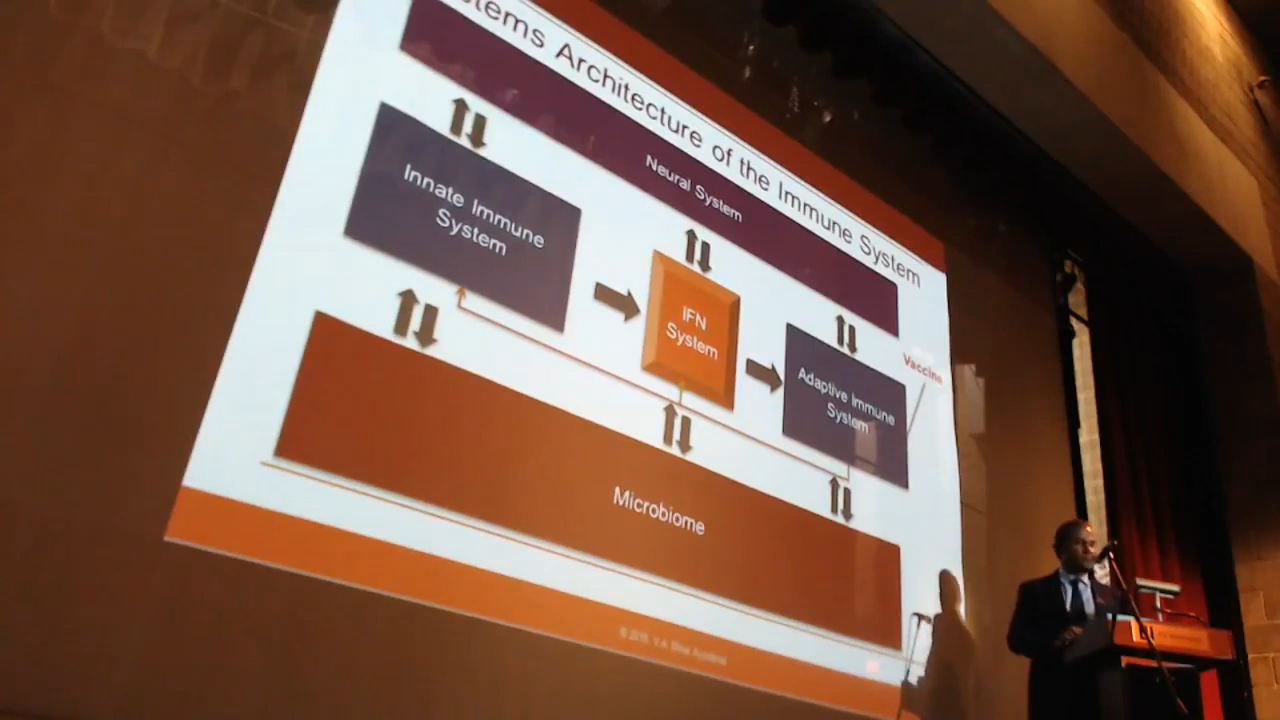 stems Architecture of the Immune System
Neural System
Innate Immune
System
IFN
System
Adaptive Immune
System
Vaccine
Microbiome